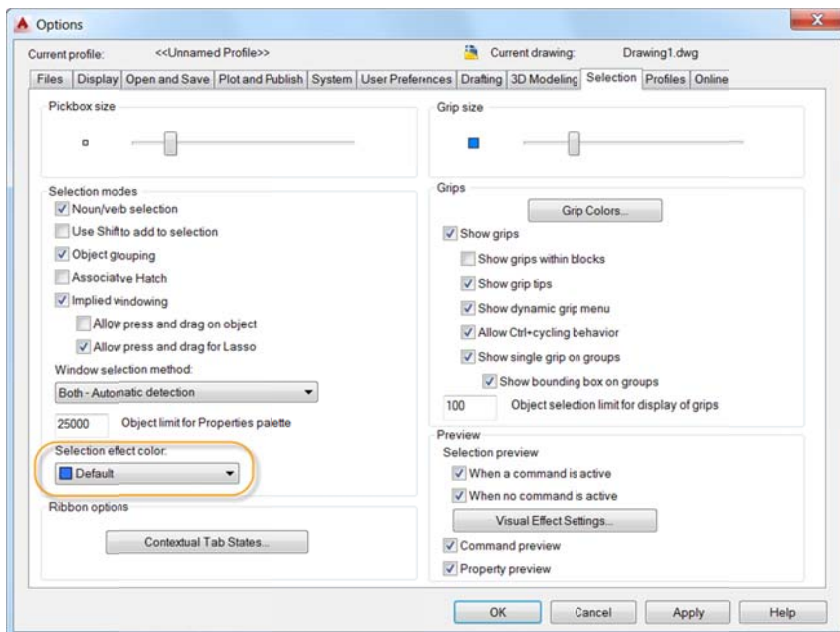 Options
Current profile: <<Unnamed Profile>> Current drawing: Drawing1.dwg
Files Display Open and Save Plot and Publish System User Preferences Drafting 3D Modeling Selection Profiles Online
Pickbox size
Grip size
Selection modes
Noun/verb selection
Use Shift to add to selection
Object grouping
Associative Hatch
Implied windowing
Allow press and drag on object
Allow press and drag for Lasso
Window selection method:
Both - Automatic detection
25000 Object limit for Properties palette
Selection effect color:
Default
Ribbon options
Contextual Tab States...
Grips
Grip Colors...
Show grips
Show grips within blocks
Show grip tips
Show dynamic grip menu
Allow Ctrl+cycling behavior
Show single grip on groups
Show bounding box on groups
100 Object selection limit for display of grips
Preview
Selection preview
When a command is active
When no command is active
Visual Effect Settings...
Command preview
Property preview
OK Cancel Apply Help